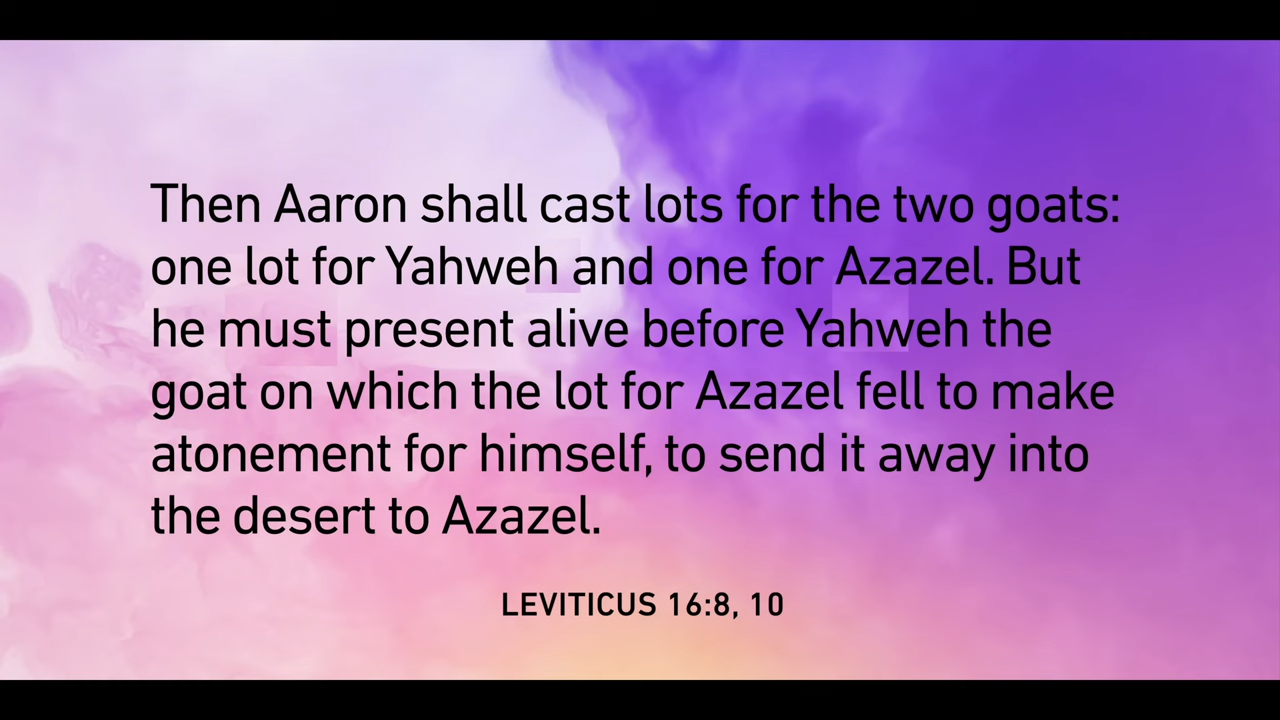 Then Aaron shall cast lots for the two goats:
one lot for Yahweh and one for Azazel. But
he must present alive before Yahweh the
goat on which the lot for Azazel fell to make
atonement for himself, to send it away into
the desert to Azazel.
LEVITICUS 16:8, 10